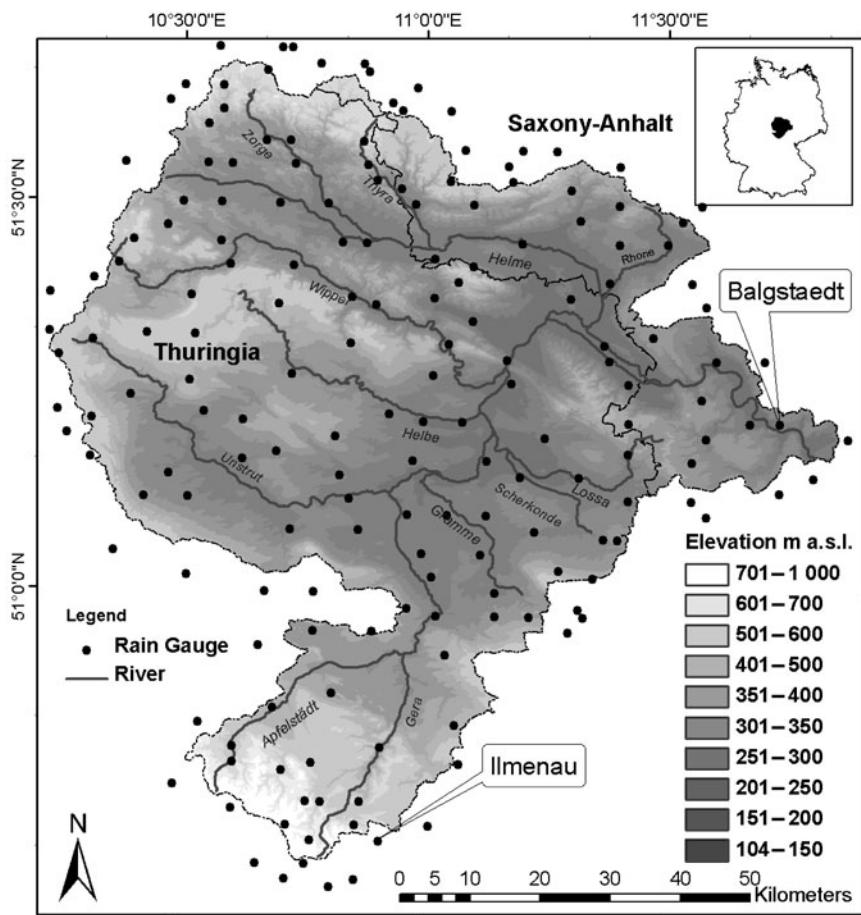 10°30'0"E
11°0'0"E
11°30'0"E
Saxony-Anhalt
Zorge
Thyra
51°30'0"N
Helme
Rhone
Balgstaedt
Wipper
Thuringia
Helbe
Unstrut
Scherkonde
Lossa
Gramme
Elevation m a.s.l.
701–1 000
601–700
501–600
401–500
351–400
301–350
251–300
201–250
151–200
104–150
51°0'0"N
Legend
Rain Gauge
River
Apfelstädt
Gera
Ilmenau
N
0 5 10 20 30 40 50
Kilometers